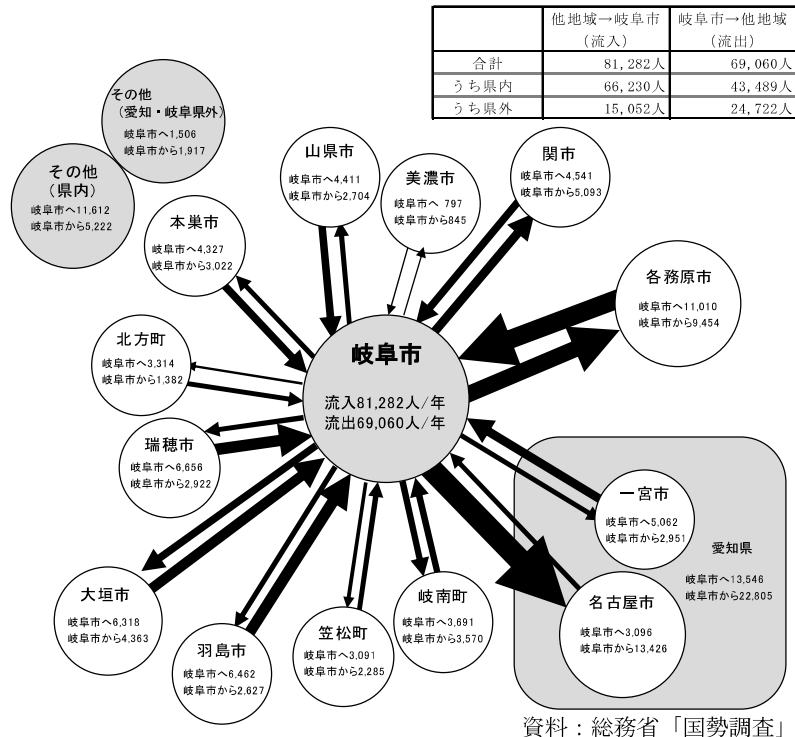 他地域→岐阜市 岐阜市→他地域
（流入） （流出）
合計 81,282人 69,060人
うち県内 66,230人 43,489人
うち県外 15,052人 24,722人
その他
（愛知・岐阜県外）
岐阜市へ1,506
岐阜市から1,917
その他
（県内）
岐阜市へ11,612
岐阜市から5,222
山県市
岐阜市へ4,411
岐阜市から2,704
美濃市
岐阜市へ 797
岐阜市から845
関市
岐阜市へ4,541
岐阜市から5,093
本巣市
岐阜市へ4,327
岐阜市から3,022
各務原市
岐阜市へ11,010
岐阜市から9,454
北方町
岐阜市へ3,314
岐阜市から1,382
岐阜市
流入81,282人/年
流出69,060人/年
瑞穂市
岐阜市へ6,656
岐阜市から2,922
一宮市
岐阜市へ5,062
岐阜市から2,951
愛知県
岐阜市へ13,546
岐阜市から22,805
大垣市
岐阜市へ6,318
岐阜市から4,363
羽島市
岐阜市へ6,462
岐阜市から2,627
笠松町
岐阜市へ3,091
岐阜市から2,285
岐南町
岐阜市へ3,691
岐阜市から3,570
名古屋市
岐阜市へ3,096
岐阜市から13,426
資料：総務省「国勢調査」